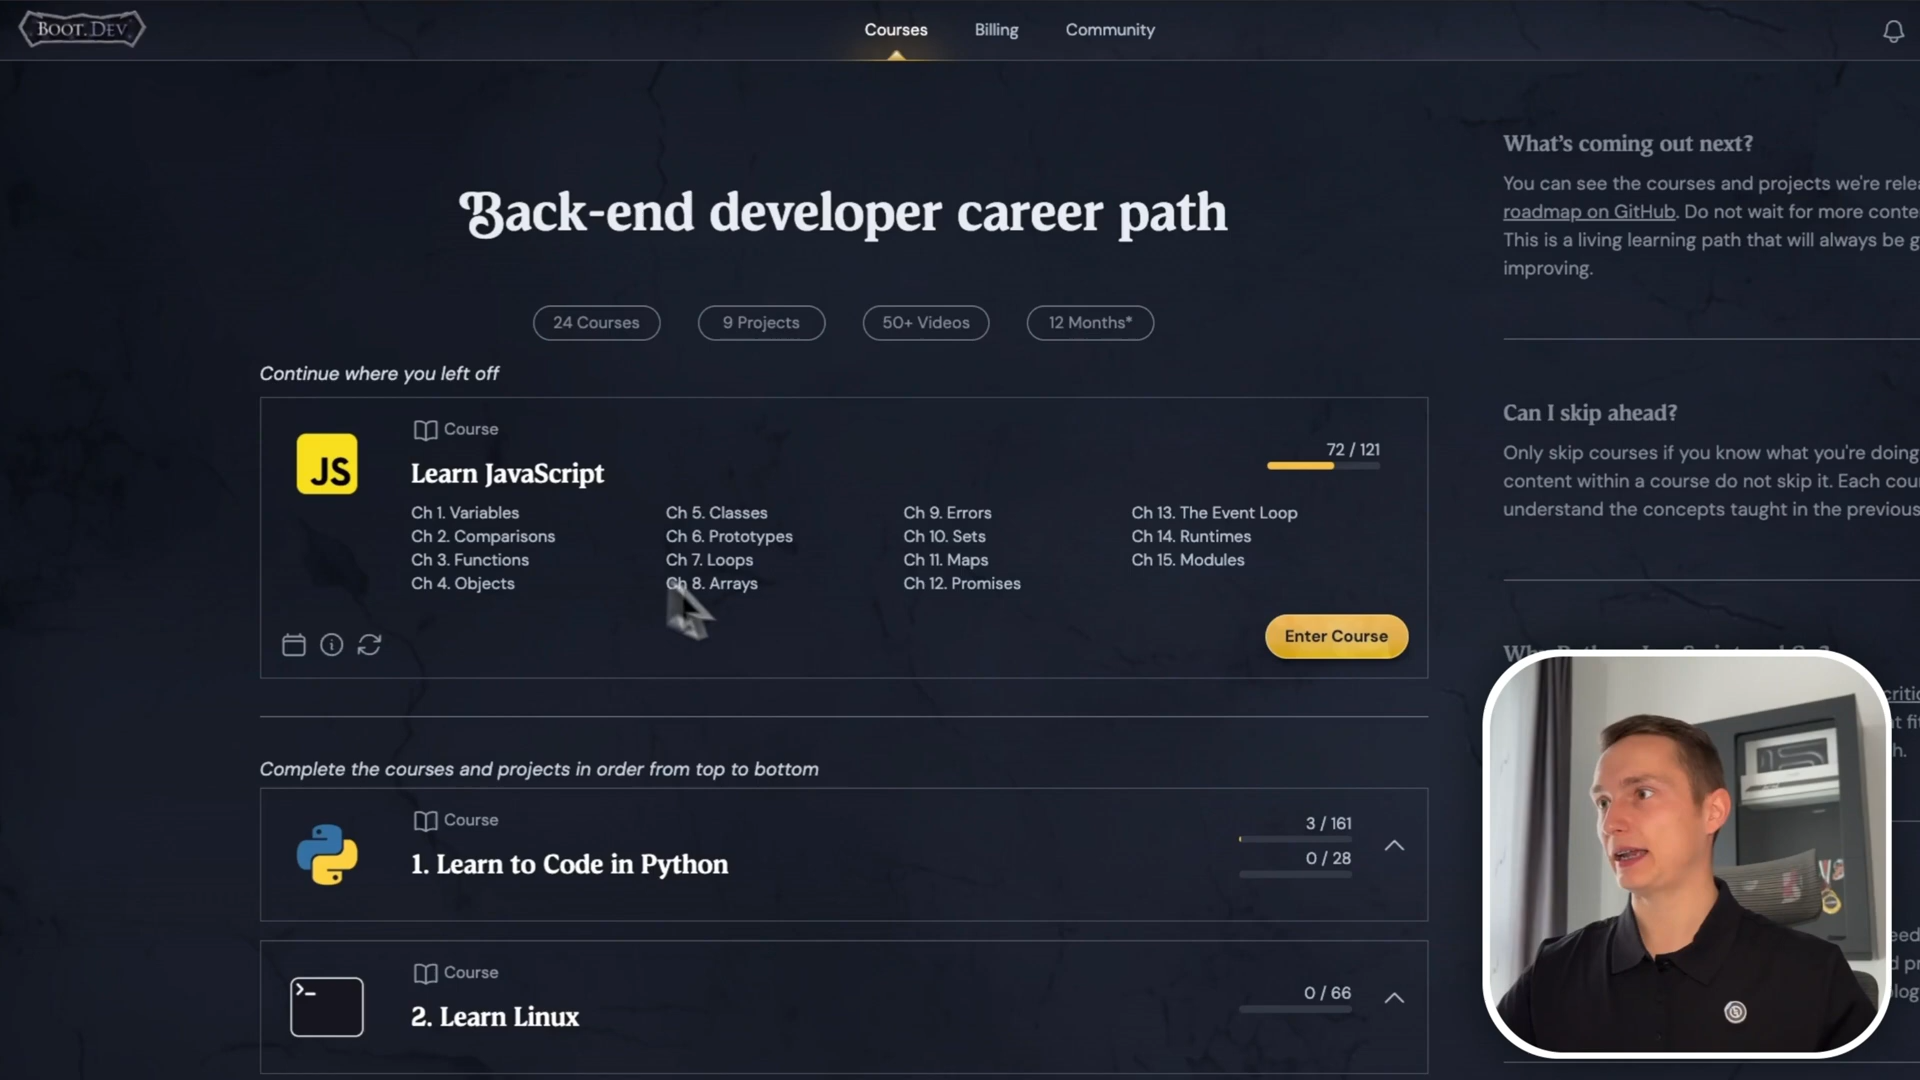 BOOT.DEV
Courses
Billing
Community
Back-end developer career path
24 Courses
9 Projects
50+ Videos
12 Months*
Continue where you left off
JS
Course
Learn JavaScript
72 / 121
Ch 1. Variables
Ch 2. Comparisons
Ch 3. Functions
Ch 4. Objects
Ch 5. Classes
Ch 6. Prototypes
Ch 7. Loops
Ch 8. Arrays
Ch 9. Errors
Ch 10. Sets
Ch 11. Maps
Ch 12. Promises
Ch 13. The Event Loop
Ch 14. Runtimes
Ch 15. Modules
Enter Course
Complete the courses and projects in order from top to bottom
Course
1. Learn to Code in Python
3 / 161
0 / 28
Course
2. Learn Linux
0 / 66
What's coming out next?
You can see the courses and projects we're
roadmap on GitHub. Do not wait for more
This is a living learning path that will always be
improving.
Can I skip ahead?
Only skip courses if you know what you're doing
content within a course do not skip it. Each
understand the concepts taught in the previous